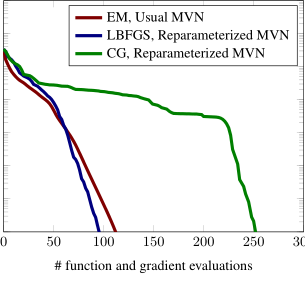 EM, Usual MVN
LBFGS, Reparameterized MVN
CG, Reparameterized MVN
0 50 100 150 200 250 30
# function and gradient evaluations